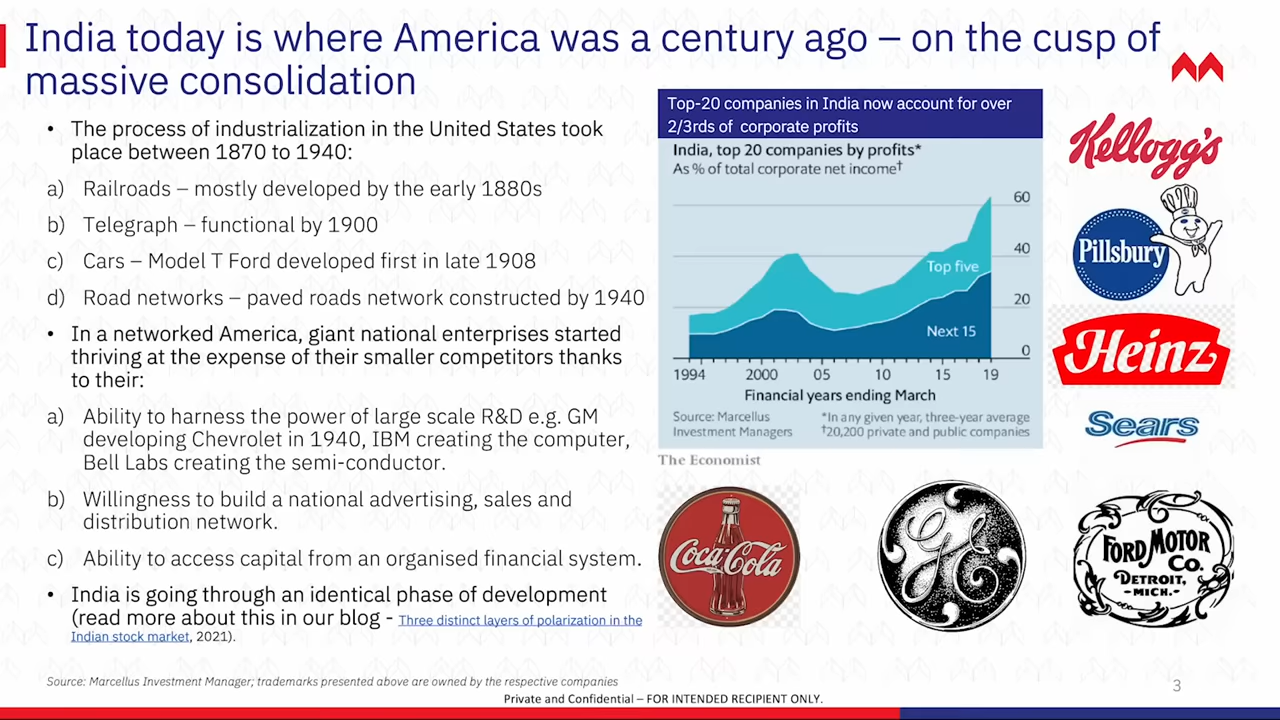 India today is where America was a century ago – on the cusp of
massive consolidation
• The process of industrialization in the United States took
place between 1870 to 1940:
a) Railroads – mostly developed by the early 1880s
b) Telegraph – functional by 1900
c) Cars – Model T Ford developed first in late 1908
d) Road networks – paved roads network constructed by 1940
• In a networked America, giant national enterprises started
thriving at the expense of their smaller competitors thanks
to their:
a) Ability to harness the power of large scale R&D e.g. GM
developing Chevrolet in 1940, IBM creating the computer,
Bell Labs creating the semi-conductor.
b) Willingness to build a national advertising, sales and
distribution network.
c) Ability to access capital from an organised financial system.
• India is going through an identical phase of development
(read more about this in our blog - Three distinct layers of polarization in the
Indian stock market, 2021).
Top-20 companies in India now account for over
2/3rds of corporate profits
India, top 20 companies by profits*
As % of total corporate net income†
60
40
Top five
20
Next 15
0
1994 2000 05 10 15 19
Financial years ending March
Source: Marcellus
Investment Managers
*In any given year, three-year average
†20,200 private and public companies
The Economist
Kellogg's
Pillsbury
Heinz
Sears
Coca-Cola
GE
FORD MOTOR
CO.
DETROIT,
-MICH.-
Source: Marcellus Investment Manager; trademarks presented above are owned by the respective companies
3
Private and Confidential – FOR INTENDED RECIPIENT ONLY.